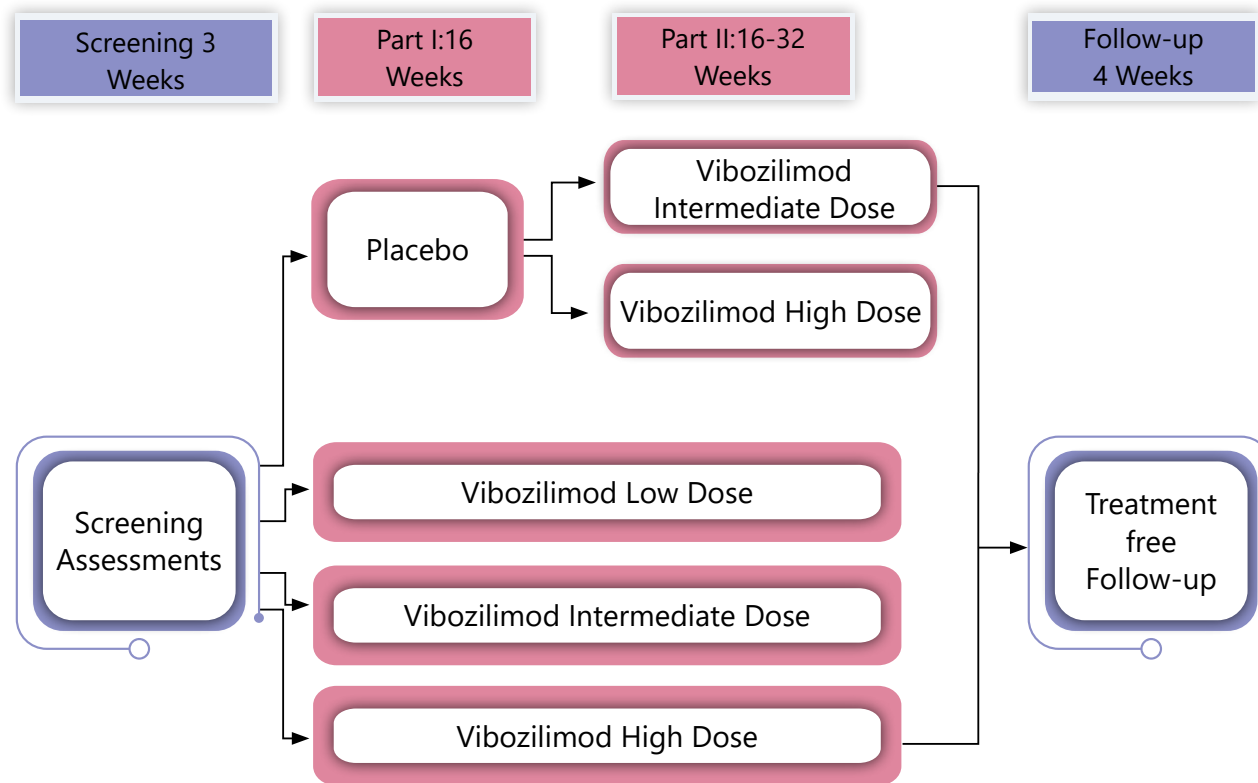 Screening 3
Weeks
Part I:16
Weeks
Part II:16-32
Weeks
Follow-up
4 Weeks
Vibozilimod
Intermediate Dose
Placebo
Vibozilimod High Dose
Screening
Assessments
Vibozilimod Low Dose
Vibozilimod Intermediate Dose
Vibozilimod High Dose
Treatment
free
Follow-up